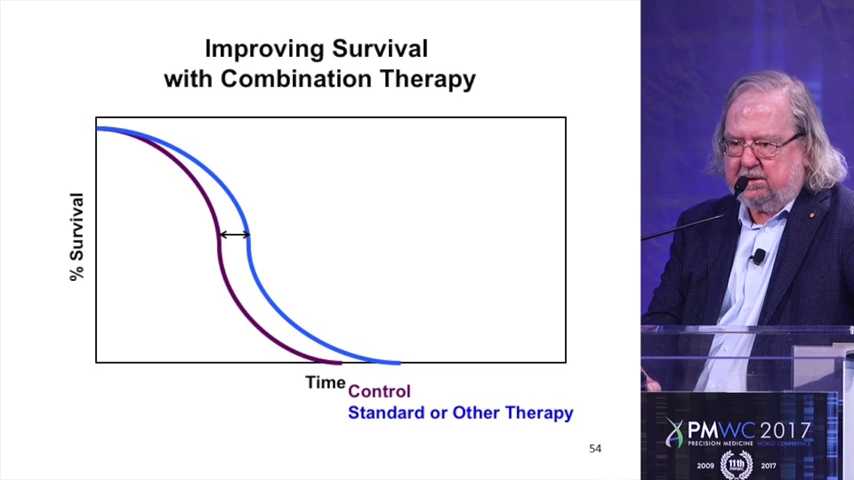 Improving Survival
with Combination Therapy
% Survival
Time
Control
Standard or Other Therapy
54
PMWC 2017
PRECISION MEDICINE WORLD CONFERENCE
2009 11th 2017